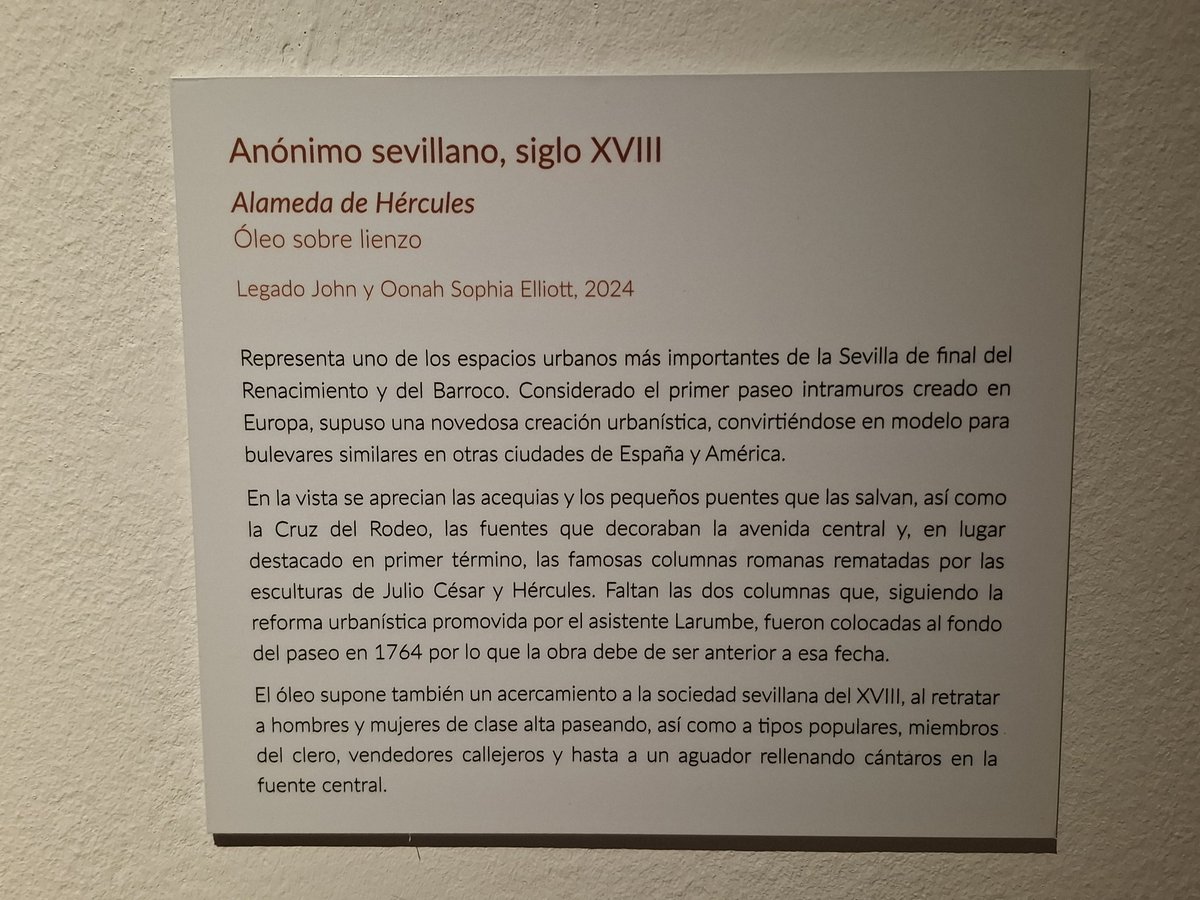 Anónimo sevillano, siglo XVIII
Alameda de Hércules
Óleo sobre lienzo
Legado John y Oonah Sophia Elliott, 2024
Representa uno de los espacios urbanos más importantes de la Sevilla de final del
Renacimiento y del Barroco. Considerado el primer paseo intramuros creado en
Europa, supuso una novedosa creación urbanística, convirtiéndose en modelo para
bulevares similares en otras ciudades de España y América.
En la vista se aprecian las acequias y los pequeños puentes que las salvan, así como
la Cruz del Rodeo, las fuentes que decoraban la avenida central y, en lugar
destacado en primer término, las famosas columnas romanas rematadas por las
esculturas de Julio César y Hércules. Faltan las dos columnas que, siguiendo la
reforma urbanística promovida por el asistente Larumbe, fueron colocadas al fondo
del paseo en 1764 por lo que la obra debe de ser anterior a esa fecha.
El óleo supone también un acercamiento a la sociedad sevillana del XVIII, al retratar
a hombres y mujeres de clase alta paseando, así como a tipos populares, miembros
del clero, vendedores callejeros y hasta a un aguador rellenando cántaros en la
fuente central.